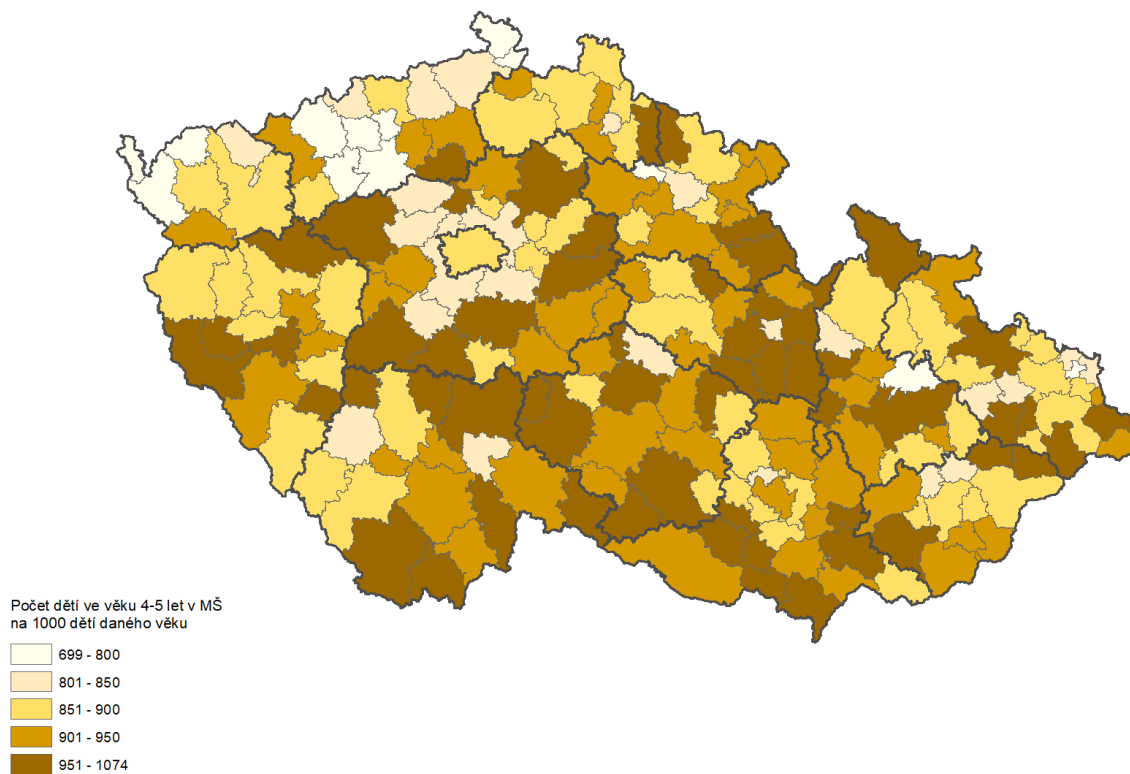 Počet dětí ve věku 4-5 let v MŠ
na 1000 dětí daného věku
699 - 800
801 - 850
851 - 900
901 - 950
951 - 1074